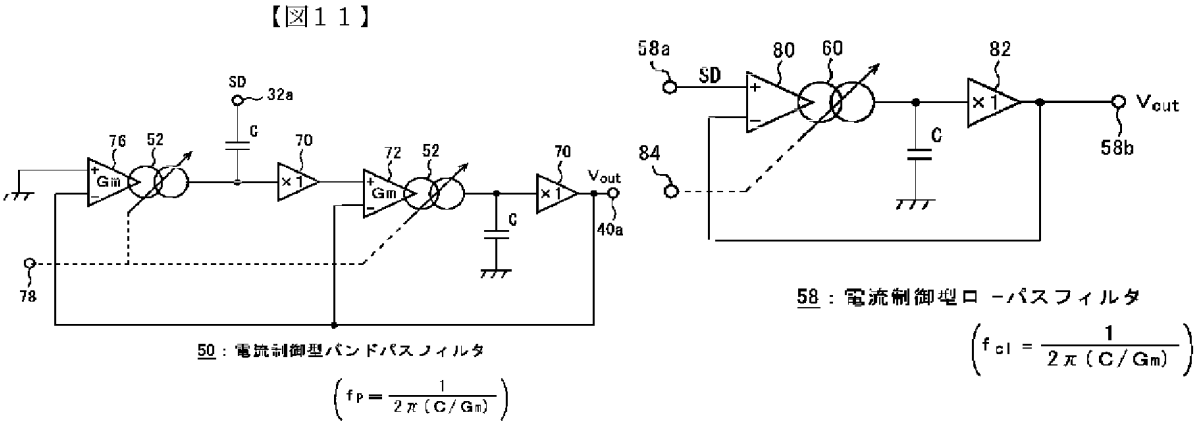 【図１１】
SD
32a
C
76
52
70
72
52
70
+
Gm
−
×1
+
Gm
−
×1
Vout
40a
C
78
50：電流制御型バンドパスフィルタ
(fP＝1/2π(C/Gm))
58a
80
60
82
SD
+
−
×1
Vcut
58b
C
84
58：電流制御型ローパスフィルタ
(fcl＝1/2π(C/Gm))